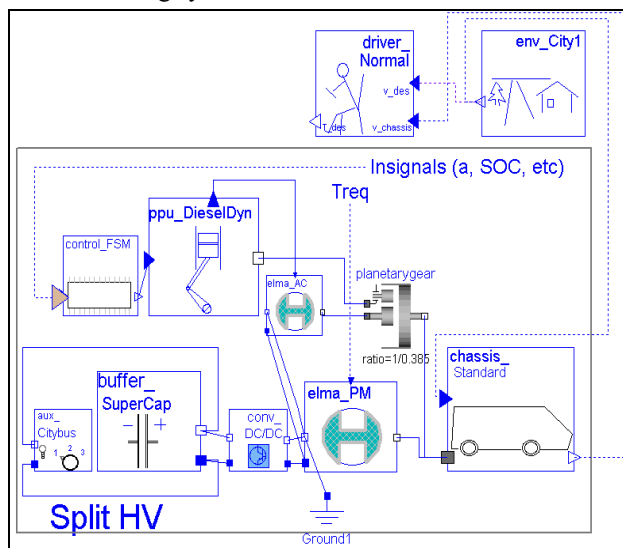 driver_
Normal
env_City1
v_des
T_des
v_chassis
Insignals (a, SOC, etc)
Treq
ppu_DieselDyn
control_FSM
planetarygear
elma_AC
ratio=1/0.385
chassis_
Standard
buffer_
SuperCap
elma_PM
aux_
Citybus
1 2 3
conv_
DC/DC
Split HV
Ground1